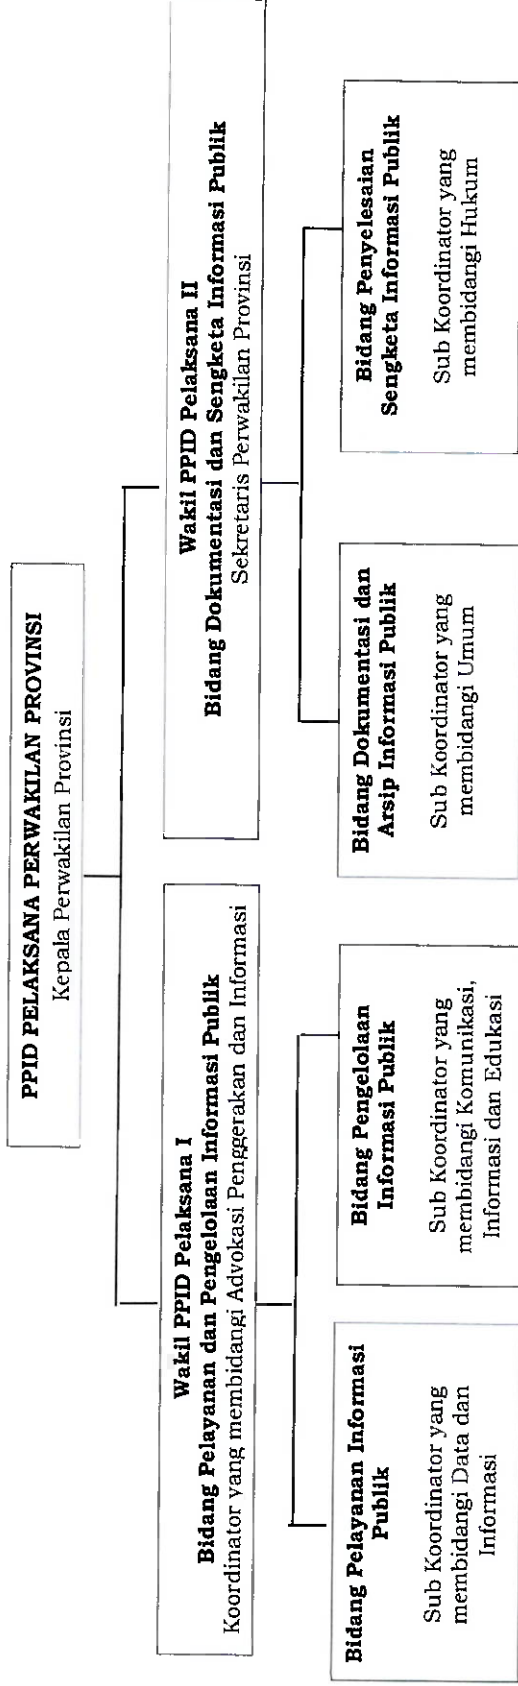 PPID PELAKSANA PERWAKILAN PROVINSI
Kepala Perwakilan Provinsi
Wakil PPID Pelaksana I
Bidang Pelayanan dan Pengelolaan Informasi Publik
Koordinator yang membidangi Advokasi Penggerakan dan Informasi
Wakil PPID Pelaksana II
Bidang Dokumentasi dan Sengketa Informasi Publik
Sekretaris Perwakilan Provinsi
Bidang Pelayanan Informasi
Publik
Sub Koordinator yang
membidangi Data dan
Informasi
Bidang Pengelolaan
Informasi Publik
Sub Koordinator yang
membidangi Komunikasi,
Informasi dan Edukasi
Bidang Dokumentasi dan
Arsip Informasi Publik
Sub Koordinator yang
membidangi Umum
Bidang Penyelesaian
Sengketa Informasi Publik
Sub Koordinator yang
membidangi Hukum